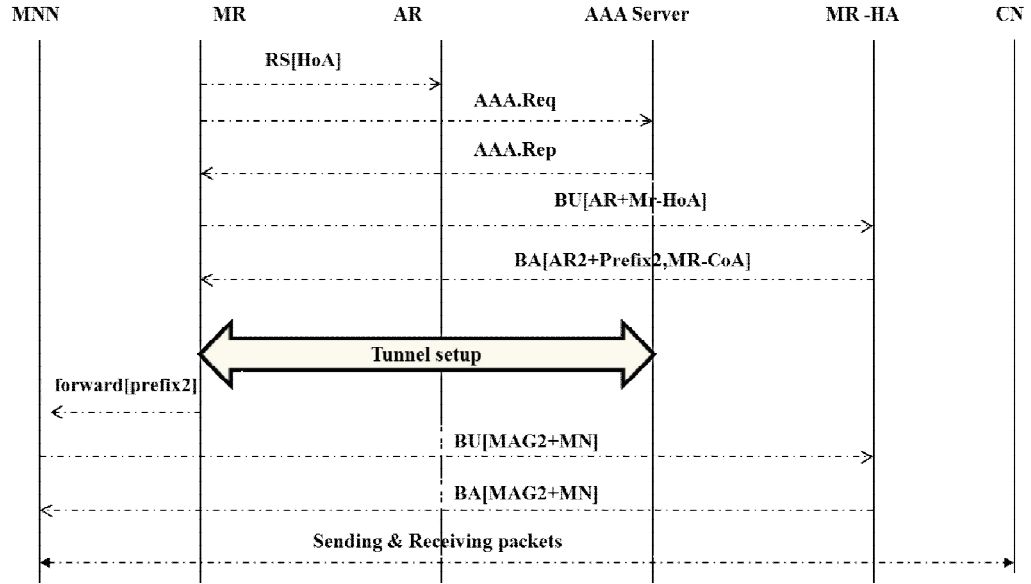 MNN MR AR AAA Server MR -HA CN
RS[HoA]
AAA.Req
AAA.Rep
BU[AR+Mr-HoA]
BA[AR2+Prefix2,MR-CoA]
Tunnel setup
forward[prefix2]
BU[MAG2+MN]
BA[MAG2+MN]
Sending & Receiving packets